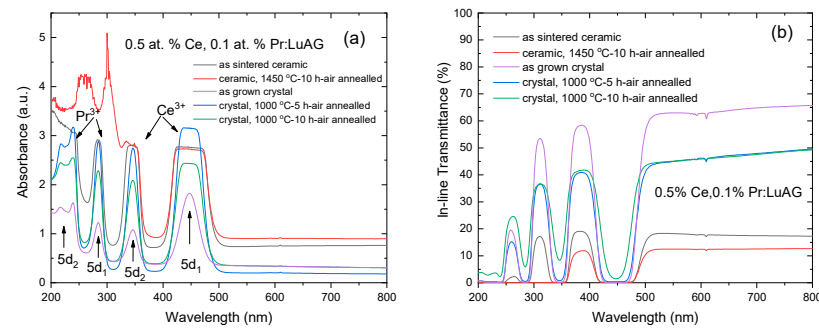 0.5 at. % Ce, 0.1 at. % Pr:LuAG
(a)
as sintered ceramic
ceramic, 1450 °C-10 h-air annealled
as grown crystal
crystal, 1000 °C-5 h-air annealled
crystal, 1000 °C-10 h-air annealled
Pr3+
Ce3+
5d2
5d1
5d2
5d1
Absorbance (a.u.)
5
4
3
2
1
0
200 300 400 500 600 700 800
Wavelength (nm)
(b)
as sintered ceramic
ceramic, 1450 °C-10 h-air annealled
as grown crystal
crystal, 1000 °C-5 h-air annealled
crystal, 1000 °C-10 h-air annealled
0.5% Ce,0.1% Pr:LuAG
In-line Transmittance (%)
100
90
80
70
60
50
40
30
20
10
0
200 300 400 500 600 700 800
Wavelength (nm)